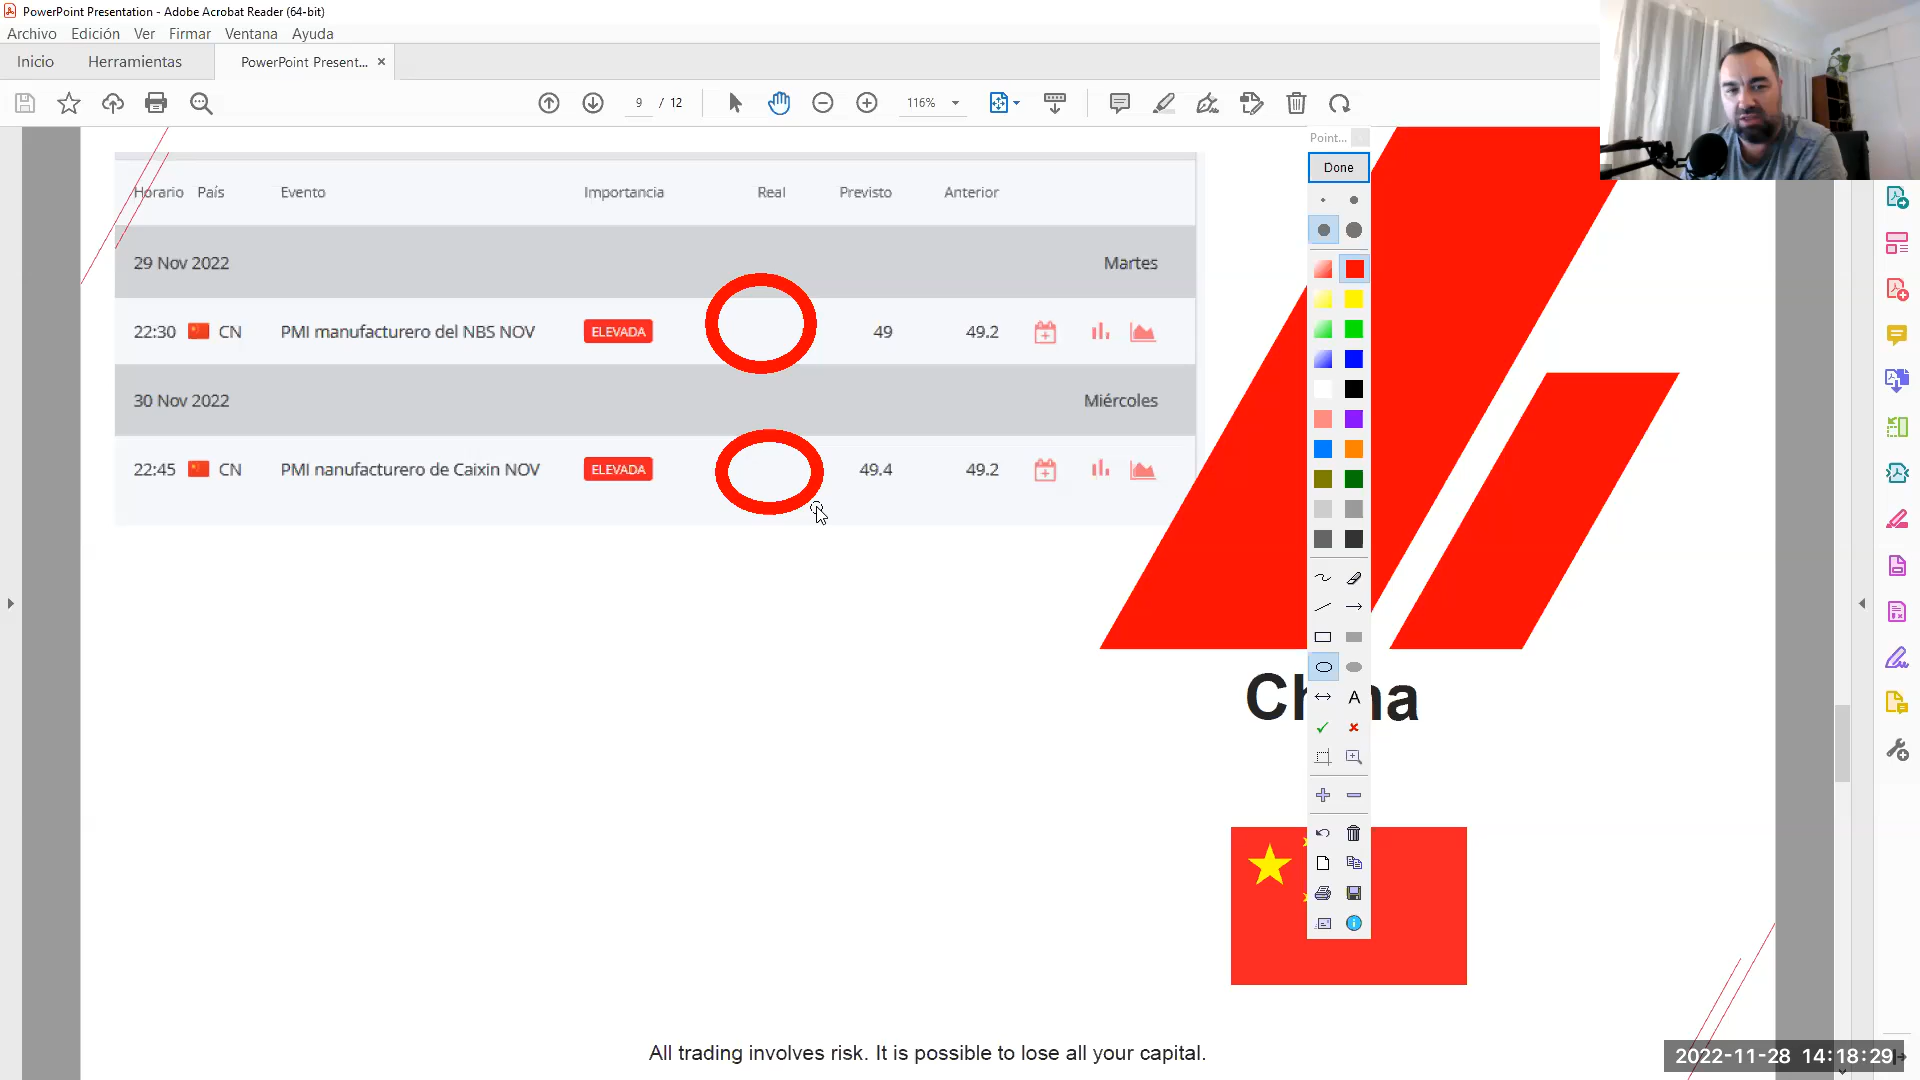 PowerPoint Presentation - Adobe Acrobat Reader (64-bit)
Archivo Edición Ver Firmar Ventana Ayuda
Inicio Herramientas PowerPoint Present... ×
9 / 12 116%
Point...
Done
Horario País Evento Importancia Real Previsto Anterior
29 Nov 2022 Martes
22:30 CN PMI manufacturero del NBS NOV ELEVADA 49 49.2
30 Nov 2022 Miércoles
22:45 CN PMI nanufacturero de Caixin NOV ELEVADA 49.4 49.2
A
All trading involves risk. It is possible to lose all your capital.
2022-11-28 14:18:29